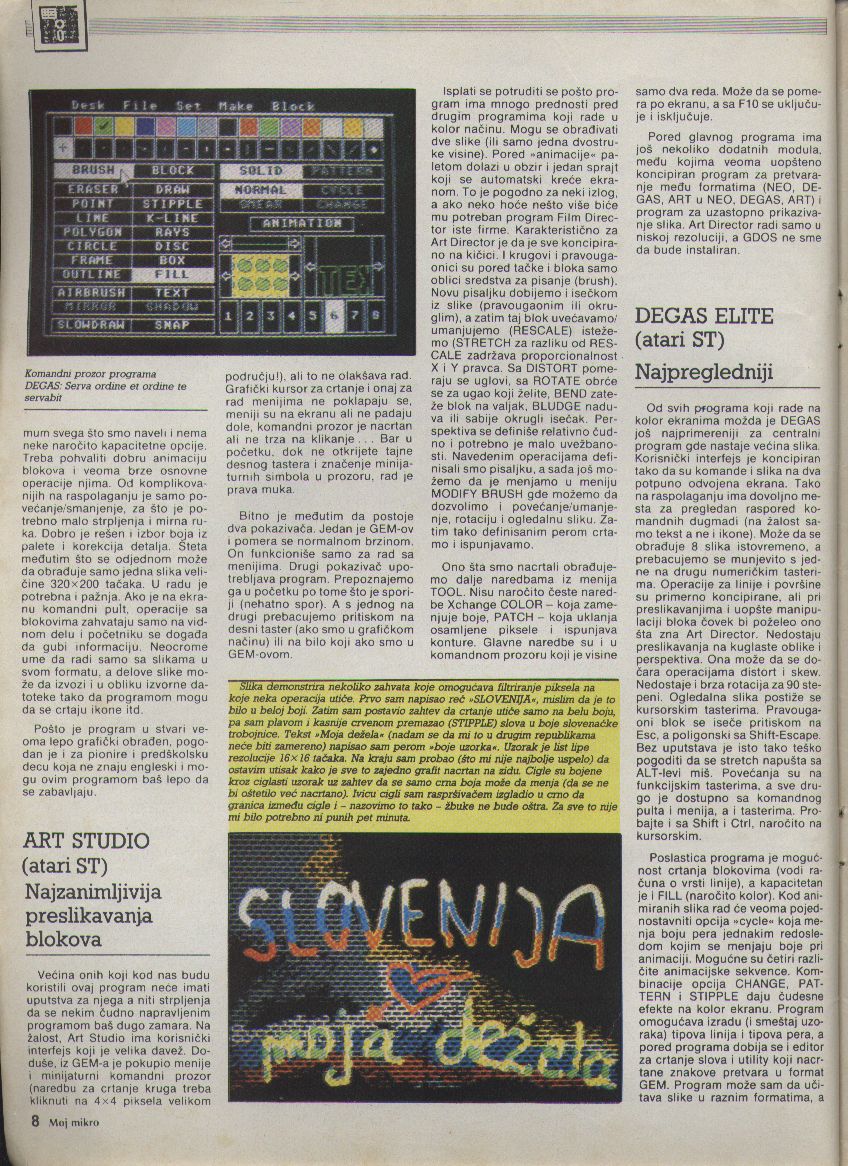 Desk File Set Make Block
BRUSH BLOCK SOLID PATTERN
ERASER DRAW NORMAL CYCLE
POINT STIPPLE SMEAR CHANGE
LINE K-LINE ANIMATION
POLYGON RAYS
CIRCLE DISC
FRAME BOX
OUTLINE FILL TEX
AIRBRUSH TEXT
MIRROR SHADOW 1 2 3 4 5 6 7 8
SLOWDRAW SNAP
Komandni prozor programa
DEGAS: Serva ordine et ordine te
servabit
mum svega što smo naveli i nema
neke naročito kapacitetne opcije.
Treba pohvaliti dobru animaciju
blokova i veoma brze osnovne
operacije njima. Od komplikova-
nijih na raspolaganju je samo po-
većanje/smanjenje, za što je po-
trebno malo strpljenja i mirna ru-
ka. Dobro je rešen i izbor boja iz
palete i korekcija detalja. Šteta
međutim što se odjednom može
da obrađuje samo jedna slika veli-
čine 320×200 tačaka. U radu je
potrebna i pažnja. Ako je na ekra-
nu komandni pult, operacije sa
blokovima zahvataju samo na vid-
nom delu i početniku se događa
da gubi informaciju. Neocrome
ume da radi samo sa slikama u
svom formatu, a delove slike mo-
že da izvozi i u obliku izvorne da-
toteke tako da programom mogu
da se crtaju ikone itd.
Pošto je program u stvari ve-
oma lepo grafički obrađen, pogo-
dan je i za pionire i predškolsku
decu koja ne znaju engleski i mo-
gu ovim programom baš lepo da
se zabavljaju.
ART STUDIO
(atari ST)
Najzanimljivija
preslikavanja
blokova
Većina onih koji kod nas budu
koristili ovaj program neće imati
uputstva za njega a niti strpljenja
da se nekim čudno napravljenim
programom baš dugo zamara. Na
žalost, Art Studio ima korisnički
interfejs koji je velika davež. Do-
duše, iz GEM-a je pokupio menije
i minijaturni komandni prozor
(naredbu za crtanje kruga treba
kliknuti na 4×4 piksela velikom
području!), ali to ne olakšava rad.
Grafički kursor za crtanje i onaj za
rad menijima ne poklapaju se,
meniji su na ekranu ali ne padaju
dole, komandni prozor je nacrtan
ali ne trza na klikanje . . . Bar u
početku, dok ne otkrijete tajne
desnog tastera i značenje minija-
turnih simbola u prozoru, rad je
prava muka.
Bitno je međutim da postoje
dva pokazivača. Jedan je GEM-ov
i pomera se normalnom brzinom.
On funkcioniše samo za rad sa
menijima. Drugi pokazivač upo-
trebljava program. Prepoznajemo
ga u početku po tome što je spori-
ji (nehatno spor). A s jednog na
drugi prebacujemo pritiskom na
desni taster (ako smo u grafičkom
načinu) ili na bilo koji ako smo u
GEM-ovom.
Slika demonstrira nekoliko zahvata koje omogućava filtriranje piksela na
koje neka operacija utiče. Prvo sam napisao reč »SLOVENIJA«, mislim da je to
bilo u beloj boji. Zatim sam postavio zahtev da crtanje utiče samo na belu boju,
pa sam plavom i kasnije crvenom premazao (STIPPLE) slova u boje slovenačke
trobojnice. Tekst »Moja dežela« (nadam se da mi to u drugim republikama
neće biti zamereno) napisao sam perom »boje uzorka«. Uzorak je list lipe
rezolucije 16×16 tačaka. Na kraju sam probao (što mi nije najbolje uspelo) da
ostavim utisak kako je sve to zajedno grafit nacrtan na zidu. Cigle su bojene
kroz ciglasti uzorak uz zahtev da se samo crna boja može da menja (da se ne
bi oštetilo već nacrtano). Ivicu cigli sam raspršivačem izgladio u crno da
granica između cigle i – nazovimo to tako – žbuke ne bude oštra. Za sve to nije
mi bilo potrebno ni punih pet minuta.
SLOVENIJA
moja dežela
Isplati se potruditi se pošto pro-
gram ima mnogo prednosti pred
drugim programima koji rade u
kolor načinu. Mogu se obrađivati
dve slike (ili samo jedna dvostru-
ke visine). Pored »animacije« pa-
letom dolazi u obzir i jedan sprajt
koji se automatski kreće ekra-
nom. To je pogodno za neki izlog,
a ako neko hoće nešto više biće
mu potreban program Film Direc-
tor iste firme. Karakteristično za
Art Director je da je sve koncipira-
no na kičici. I krugovi i pravouga-
onici su pored tačke i bloka samo
oblici sredstva za pisanje (brush).
Novu pisaljku dobijemo i isečkom
iz slike (pravougaonim ili okru-
glim), a zatim taj blok uvećavamo/
umanjujemo (RESCALE) isteže-
mo (STRETCH za razliku od RES-
CALE zadržava proporcionalnost
X i Y pravca. Sa DISTORT pome-
raju se uglovi, sa ROTATE obrće
se za ugao koji želite, BEND zate-
že blok na valjak, BLUDGE nadu-
va ili sabije okrugli isečak. Per-
spektiva se definiše relativno čud-
no i potrebno je malo uvežbano-
sti. Navedenim operacijama defi-
nisali smo pisaljku, a sada još mo-
žemo da je menjamo u meniju
MODIFY BRUSH gde možemo da
dozvolimo i povećanje/umanje-
nje, rotaciju i ogledalnu sliku. Za-
tim tako definisanim perom crta-
mo i ispunjavamo.
Ono šta smo nacrtali obrađuje-
mo dalje naredbama iz menija
TOOL. Nisu naročito česte nared-
be Xchange COLOR – koja zame-
njuje boje, PATCH – koja uklanja
osamljene piksele i ispunjava
konture. Glavne naredbe su i u
komandnom prozoru koji je visine
samo dva reda. Može da se pome-
ra po ekranu, a sa F10 se uključu-
je i isključuje.
Pored glavnog programa ima
još nekoliko dodatnih modula,
među kojima veoma uopšteno
koncipiran program za pretvara-
nje među formatima (NEO, DE-
GAS, ART u NEO, DEGAS, ART) i
program za uzastopno prikaziva-
nje slika. Art Director radi samo u
niskoj rezoluciji, a GDOS ne sme
da bude instaliran.
DEGAS ELITE
(atari ST)
Najpregledniji
Od svih programa koji rade na
kolor ekranima možda je DEGAS
još najprimereniji za centralni
program gde nastaje većina slika.
Korisnički interfejs je koncipiran
tako da su komande i slika na dva
potpuno odvojena ekrana. Tako
na raspolaganju ima dovoljno me-
sta za pregledan raspored ko-
mandnih dugmadi (na žalost sa-
mo tekst a ne i ikone). Može da se
obrađuje 8 slika istovremeno, a
prebacujemo se munjevito s jed-
ne na drugu numeričkim tasteri-
ma. Operacije za linije i površine
su primerno koncipirane, ali pri
preslikavanjima i uopšte manipu-
laciji bloka čovek bi poželeo ono
šta zna Art Director. Nedostaju
preslikavanja na kuglaste oblike i
perspektiva. Ona može da se do-
čara operacijama distort i skew.
Nedostaje i brza rotacija za 90 ste-
peni. Ogledalna slika postiže se
kursorskim tasterima. Pravouga-
oni blok se iseče pritiskom na
Esc, a poligonski sa Shift-Escape.
Bez uputstava je isto tako teško
pogoditi da se stretch napušta sa
ALT-levi miš. Povećanja su na
funkcijskim tasterima, a sve dru-
go je dostupno sa komandnog
pulta i menija, a i tasterima. Pro-
bajte i sa Shift i Ctrl, naročito na
kursorskim.
Poslastica programa je moguć-
nost crtanja blokovima (vodi ra-
čuna o vrsti linije), a kapacitetan
je i FILL (naročito kolor). Kod ani-
miranih slika rad će veoma pojed-
nostavniti opcija »cycle« koja me-
nja boju pera jednakim redosle-
dom kojim se menjaju boje pri
animaciji. Mogućne su četiri razli-
čite animacijske sekvence. Kom-
binacije opcija CHANGE, PAT-
TERN i STIPPLE daju čudesne
efekte na kolor ekranu. Program
omogućava izradu (i smeštaj uzo-
raka) tipova linija i tipova pera, a
pored programa dobija se i editor
za crtanje slova i utility koji nacr-
tane znakove pretvara u format
GEM. Program može sam da uči-
tava slike u raznim formatima, a
8 Moj mikro